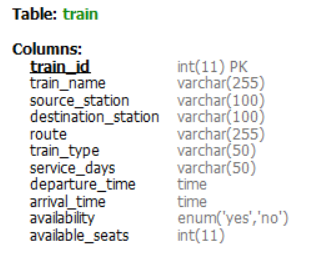 Table: train
Columns:
train_id int(11) PK
train_name varchar(255)
source_station varchar(100)
destination_station varchar(100)
route varchar(255)
train_type varchar(50)
service_days varchar(50)
departure_time time
arrival_time time
availability enum('yes','no')
available_seats int(11)